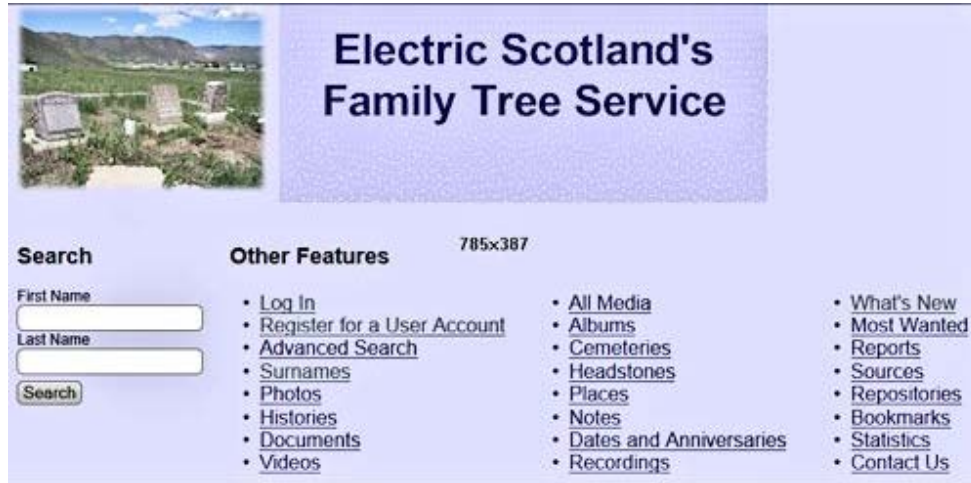 Electric Scotland's
Family Tree Service
785x387
Search
First Name
Last Name
Search
Other Features
• Log In
• Register for a User Account
• Advanced Search
• Surnames
• Photos
• Histories
• Documents
• Videos
• All Media
• Albums
• Cemeteries
• Headstones
• Places
• Notes
• Dates and Anniversaries
• Recordings
• What's New
• Most Wanted
• Reports
• Sources
• Repositories
• Bookmarks
• Statistics
• Contact Us